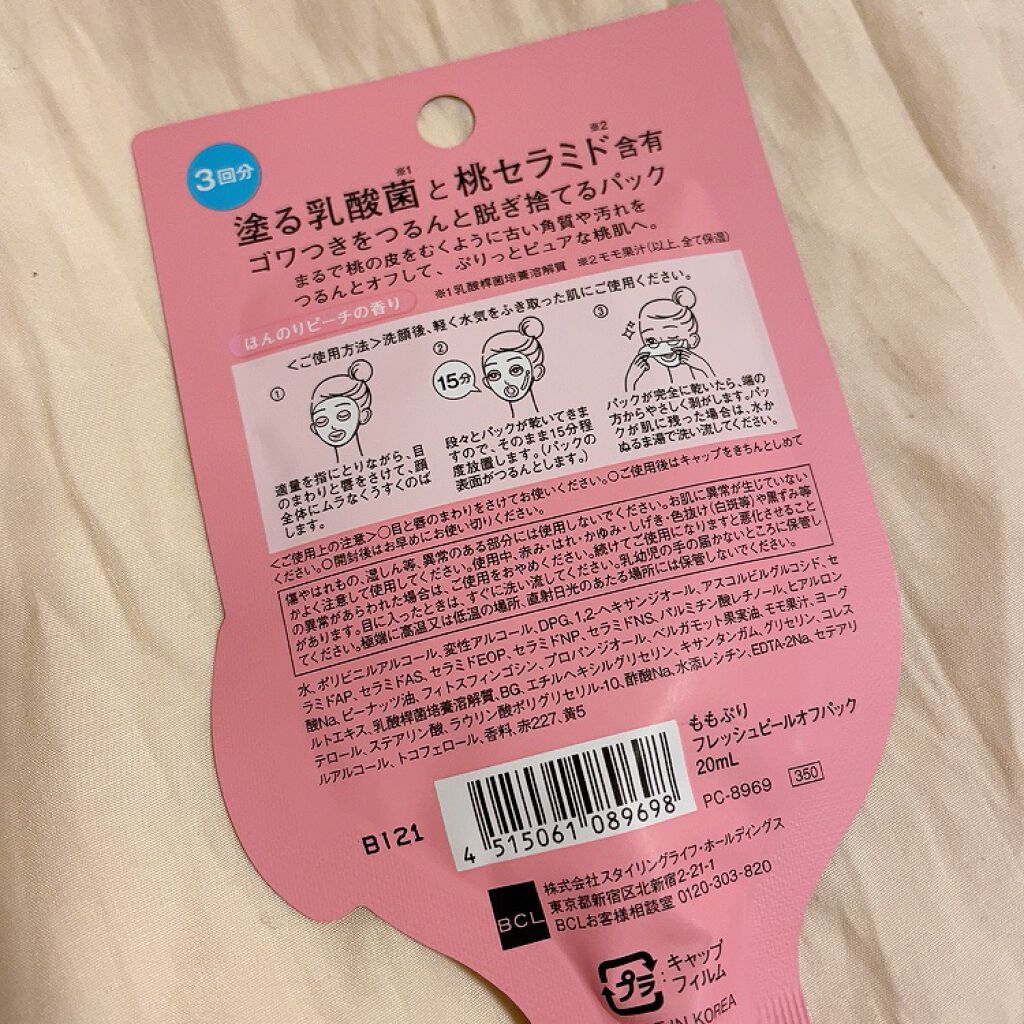 3回分
塗る乳酸菌※1と桃セラミド※2含有
ゴワつきをつるんと脱ぎ捨てるパック
まるで桃の皮をむくように古い角質や汚れを
つるんとオフして、ぷりっとピュアな桃肌へ。
※1乳酸桿菌培養溶解質 ※2モモ果汁(以上、全て保湿)
ほんのりピーチの香り
<ご使用方法>洗顔後、軽く水気をふき取った肌にご使用ください。
①
適量を指にとりながら、目
のまわりと唇をさけて、顔
全体にムラなくうすくのば
します。
②
15分
段々とパックが乾いてきま
すので、そのまま15分程
度放置します。(パックの
表面がつるんとします。)
③
パックが完全に乾いたら、端の
方からやさしく剥がします。パッ
クが肌に残った場合は、水か
ぬるま湯で洗い流してください。
<ご使用上の注意>○目と唇のまわりをさけてお使いください。○ご使用後はキャップをきちんとしめて
ください。○開封後はお早めにお使い切りください。
傷やはれもの、湿しん等、異常のある部分には使用しないでください。お肌に異常が生じていない
かよく注意して使用してください。使用中、赤み・はれ・かゆみ・しげき・色抜け(白斑等)や黒ずみ等
の異常があらわれた場合は、ご使用をおやめください。続けてご使用になりますと悪化させること
があります。目に入ったときは、すぐに洗い流してください。乳幼児の手の届かないところに保管し
てください。極端に高温又は低温の場所、直射日光のあたる場所には保管しないでください。
水、ポリビニルアルコール、変性アルコール、DPG、1,2-ヘキサンジオール、アスコルビルグルコシド、セ
ラミドAP、セラミドAS、セラミドEOP、セラミドNP、セラミドNS、パルミチン酸レチノール、ヒアルロン
酸Na、ピーナッツ油、フィトスフィンゴシン、プロパンジオール、ベルガモット果実油、モモ果汁、ヨーグ
ルトエキス、乳酸桿菌培養溶解質、BG、エチルヘキシルグリセリン、キサンタンガム、グリセリン、コレス
テロール、ステアリン酸、ラウリン酸ポリグリセリル-10、酢酸Na、水添レシチン、EDTA-2Na、セテアリ
ルアルコール、トコフェロール、香料、赤227、黄5
ももぷり
フレッシュピールオフパック
20mL
PC-8969 350
BI21
4 515061 089698
BCL
株式会社スタイリングライフ・ホールディングス
東京都新宿区北新宿2-21-1
BCLお客様相談室 0120-303-820
プラ:キャップ
フィルム
IN KOREA